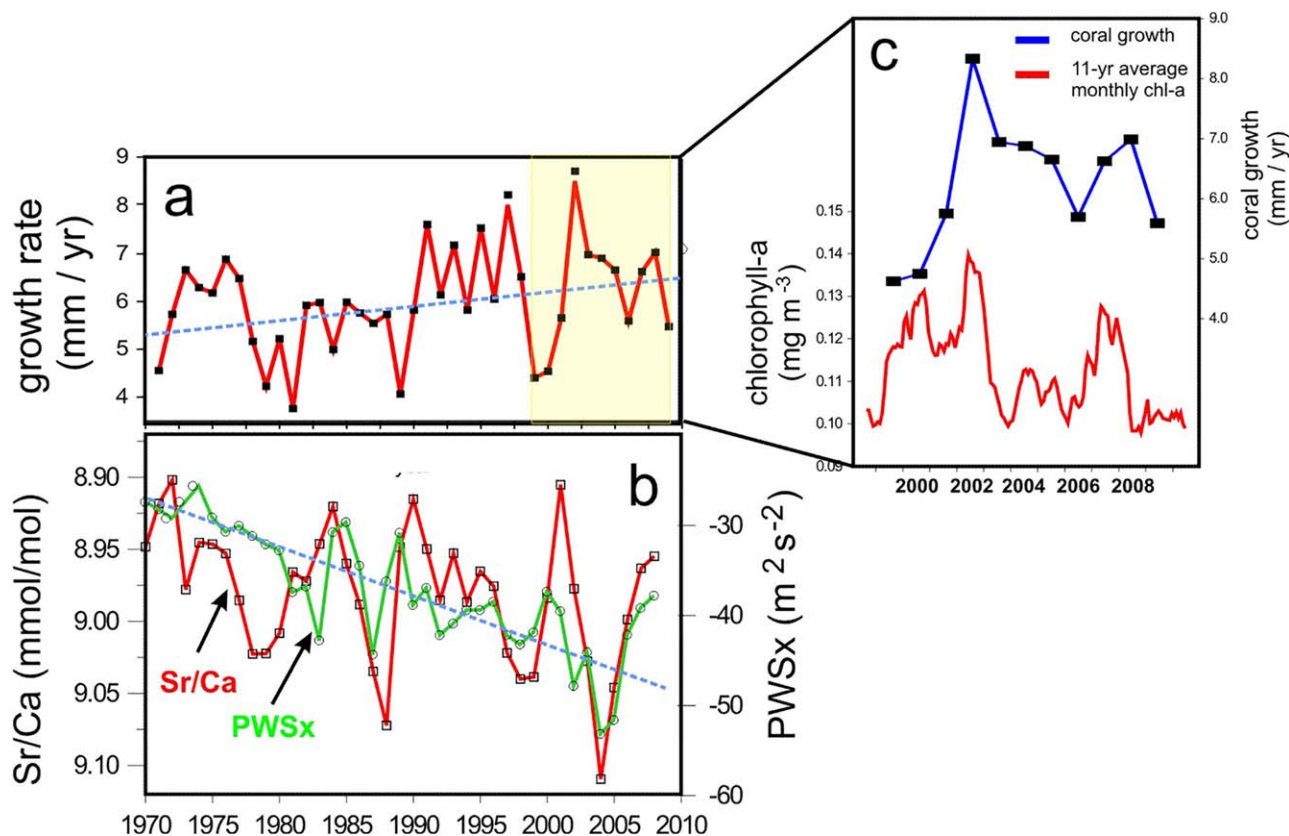 a
9
8
7
6
5
4
growth rate
(mm / yr)
c
coral growth
11-yr average
monthly chl-a
9.0
8.0
7.0
6.0
5.0
4.0
coral growth
(mm / yr)
0.15
0.14
0.13
0.12
0.11
0.10
0.09
chlorophyll-a
(mg m-3)
2000 2002 2004 2006 2008
b
8.90
8.95
9.00
9.05
9.10
Sr/Ca (mmol/mol)
Sr/Ca
PWSx
-30
-40
-50
-60
PWSx (m 2 s-2)
1970 1975 1980 1985 1990 1995 2000 2005 2010